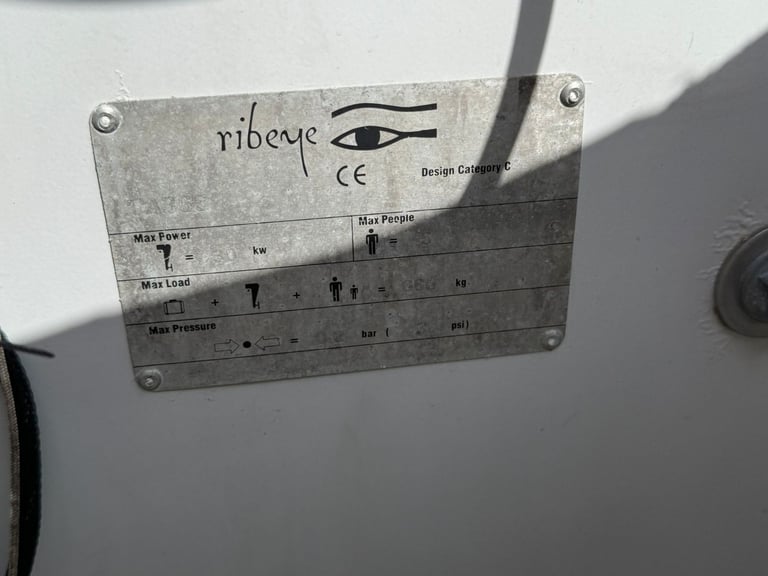 ribeye
CE
Design Category C
Max Power
= kw
Max People
=
Max Load
+ + = kg
Max Pressure
= bar ( psi)